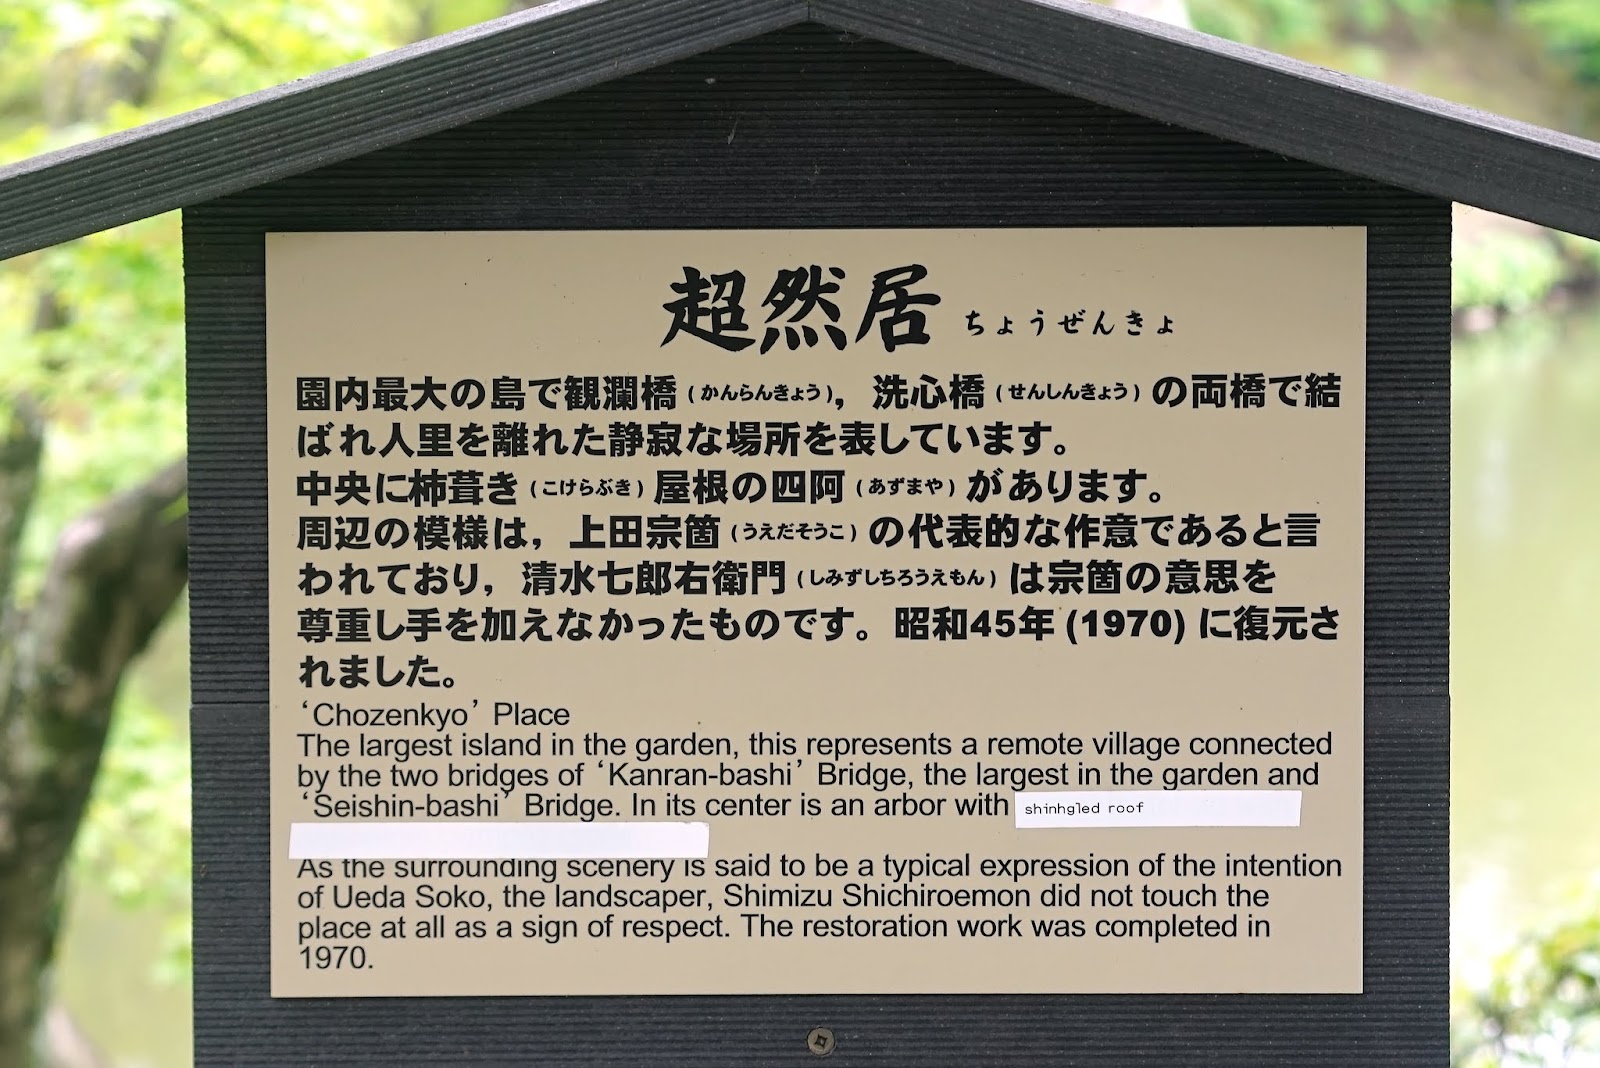 超然居 ちょうぜんきょ
園内最大の島で観瀾橋（かんらんきょう），洗心橋（せんしんきょう）の両橋で結
ばれ人里を離れた静寂な場所を表しています。
中央に柿葺き（こけらぶき）屋根の四阿（あずまや）があります。
周辺の模様は，上田宗箇（うえだそうこ）の代表的な作意であると言
われており，清水七郎右衛門（しみずしちろうえもん）は宗箇の意思を
尊重し手を加えなかったものです。昭和45年 (1970) に復元さ
れました。
‘Chozenkyo’ Place
The largest island in the garden, this represents a remote village connected
by the two bridges of ‘Kanran-bashi’ Bridge, the largest in the garden and
‘Seishin-bashi’ Bridge. In its center is an arbor with shinhgled roof
As the surrounding scenery is said to be a typical expression of the intention
of Ueda Soko, the landscaper, Shimizu Shichiroemon did not touch the
place at all as a sign of respect. The restoration work was completed in
1970.